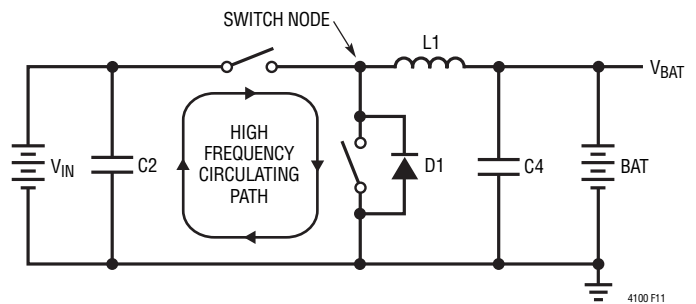 SWITCH NODE
L1
VBAT
HIGH
FREQUENCY
CIRCULATING
PATH
VIN
C2
D1
C4
BAT
4100 F11